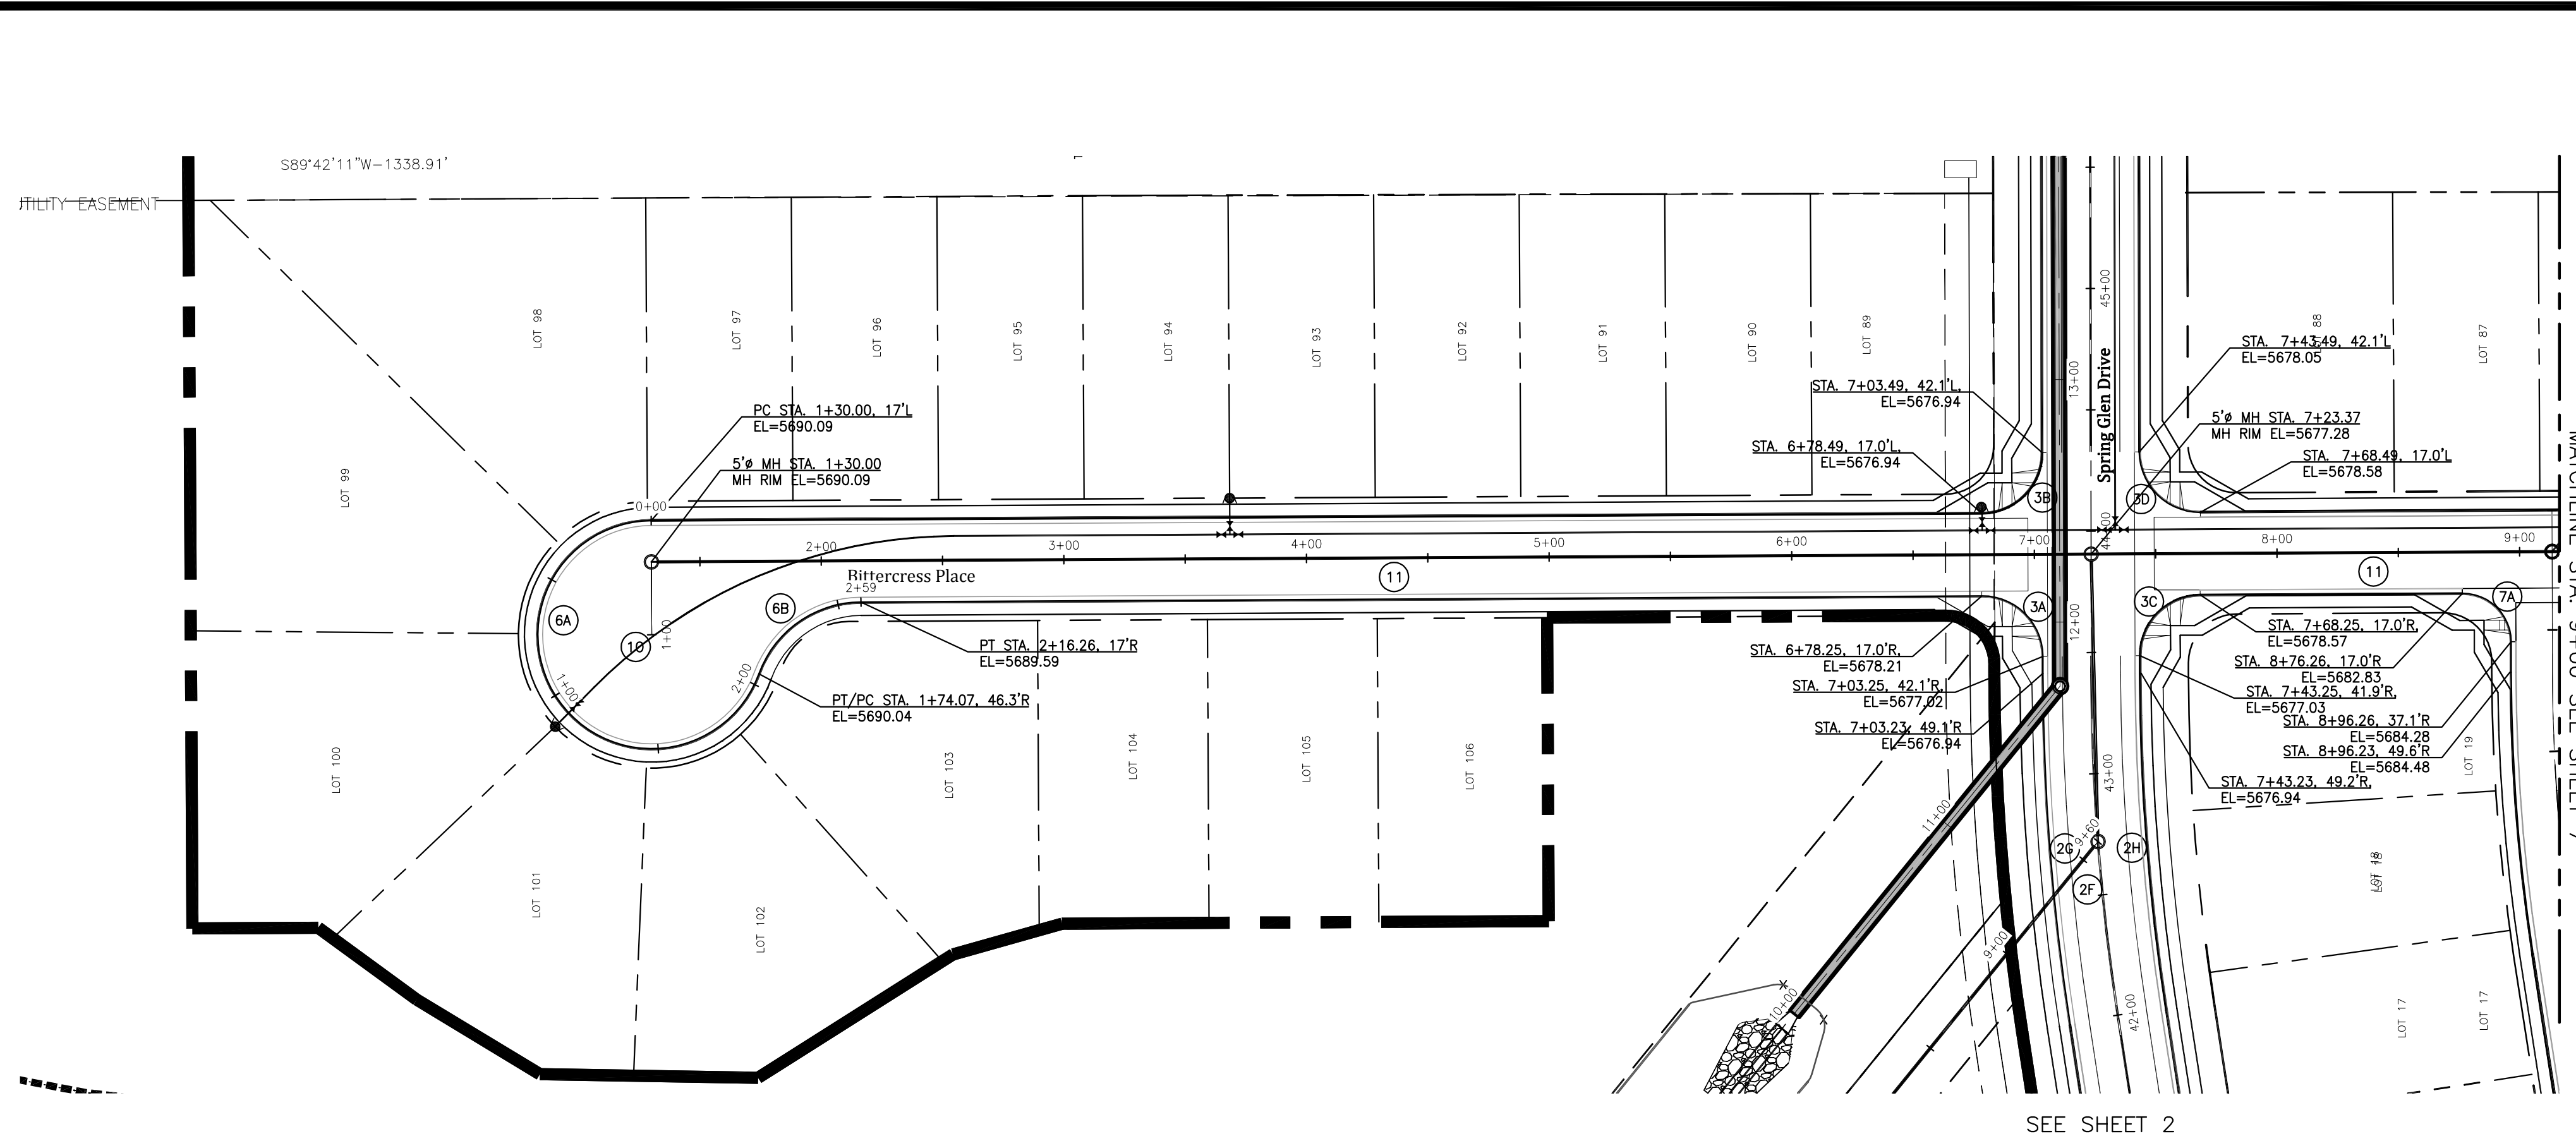 S89°42'11"W-1338.91'
UTILITY EASEMENT
LOT 98
LOT 97
LOT 96
LOT 95
LOT 94
LOT 93
LOT 92
LOT 91
LOT 90
LOT 89
LOT 88
LOT 87
45+00
13+00
Spring Glen Drive
44+00
STA. 7+43.49, 42.1'L
EL=5678.05
STA. 7+03.49, 42.1'L,
EL=5676.94
PC STA. 1+30.00, 17'L
EL=5690.09
5'ø MH STA. 7+23.37
MH RIM EL=5677.28
STA. 6+78.49, 17.0'L,
EL=5676.94
STA. 7+68.49, 17.0'L
EL=5678.58
5'ø MH STA. 1+30.00
MH RIM EL=5690.09
LOT 99
0+00
3B
3D
2+00
3+00
4+00
5+00
6+00
7+00
8+00
9+00
Bittercress Place
2+59
11
11
6A
6B
10
1+00
1+00
2+00
3A
3C
7A
12+00
PT STA. 2+16.26, 17'R
EL=5689.59
PT/PC STA. 1+74.07, 46.3'R
EL=5690.04
STA. 6+78.25, 17.0'R,
EL=5678.21
STA. 7+03.25, 42.1'R,
EL=5677.02
STA. 7+03.23, 49.1'R
EL=5676.94
STA. 7+68.25, 17.0'R,
EL=5678.57
STA. 8+76.26, 17.0'R
EL=5682.83
STA. 7+43.25, 41.9'R,
EL=5677.03
STA. 8+96.26, 37.1'R
EL=5684.28
STA. 8+96.23, 49.6'R
EL=5684.48
STA. 7+43.23, 49.2'R,
EL=5676.94
MATCHLINE STA. 9+00 SEE SHEET 7
LOT 100
LOT 101
LOT 102
LOT 103
LOT 104
LOT 105
LOT 106
LOT 19
43+00
11+00
9+60
2G
2H
2F
LOT 18
LOT 18
9+00
10+00
42+00
LOT 17
LOT 17
SEE SHEET 2